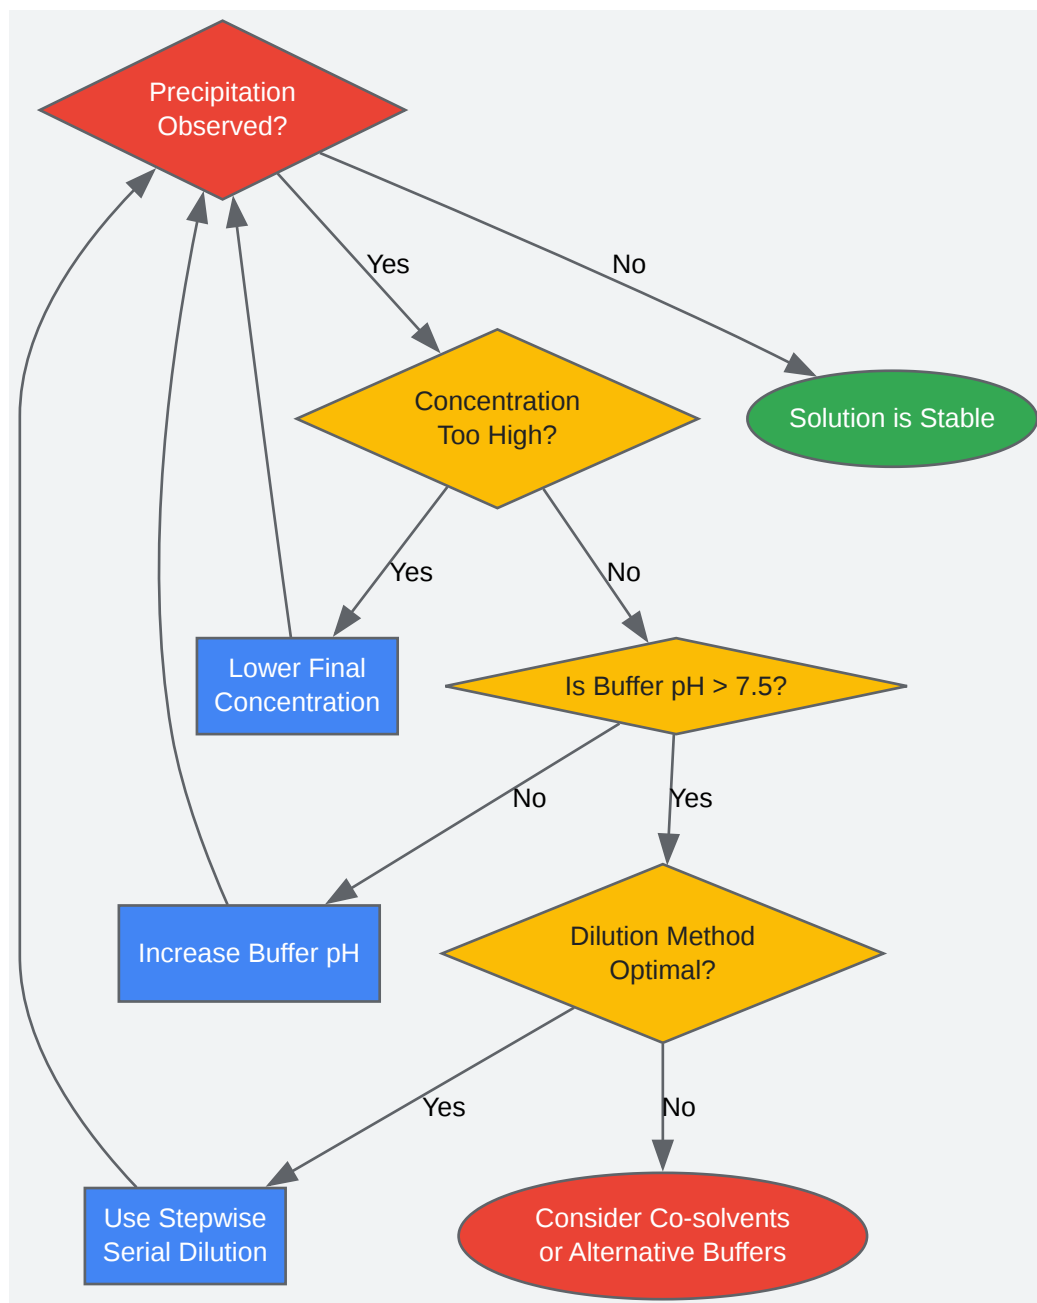 Precipitation
Observed?
Yes
No
Concentration
Too High?
Solution is Stable
Yes
No
Lower Final
Concentration
Is Buffer pH > 7.5?
No
Yes
Increase Buffer pH
Dilution Method
Optimal?
Yes
No
Use Stepwise
Serial Dilution
Consider Co-solvents
or Alternative Buffers